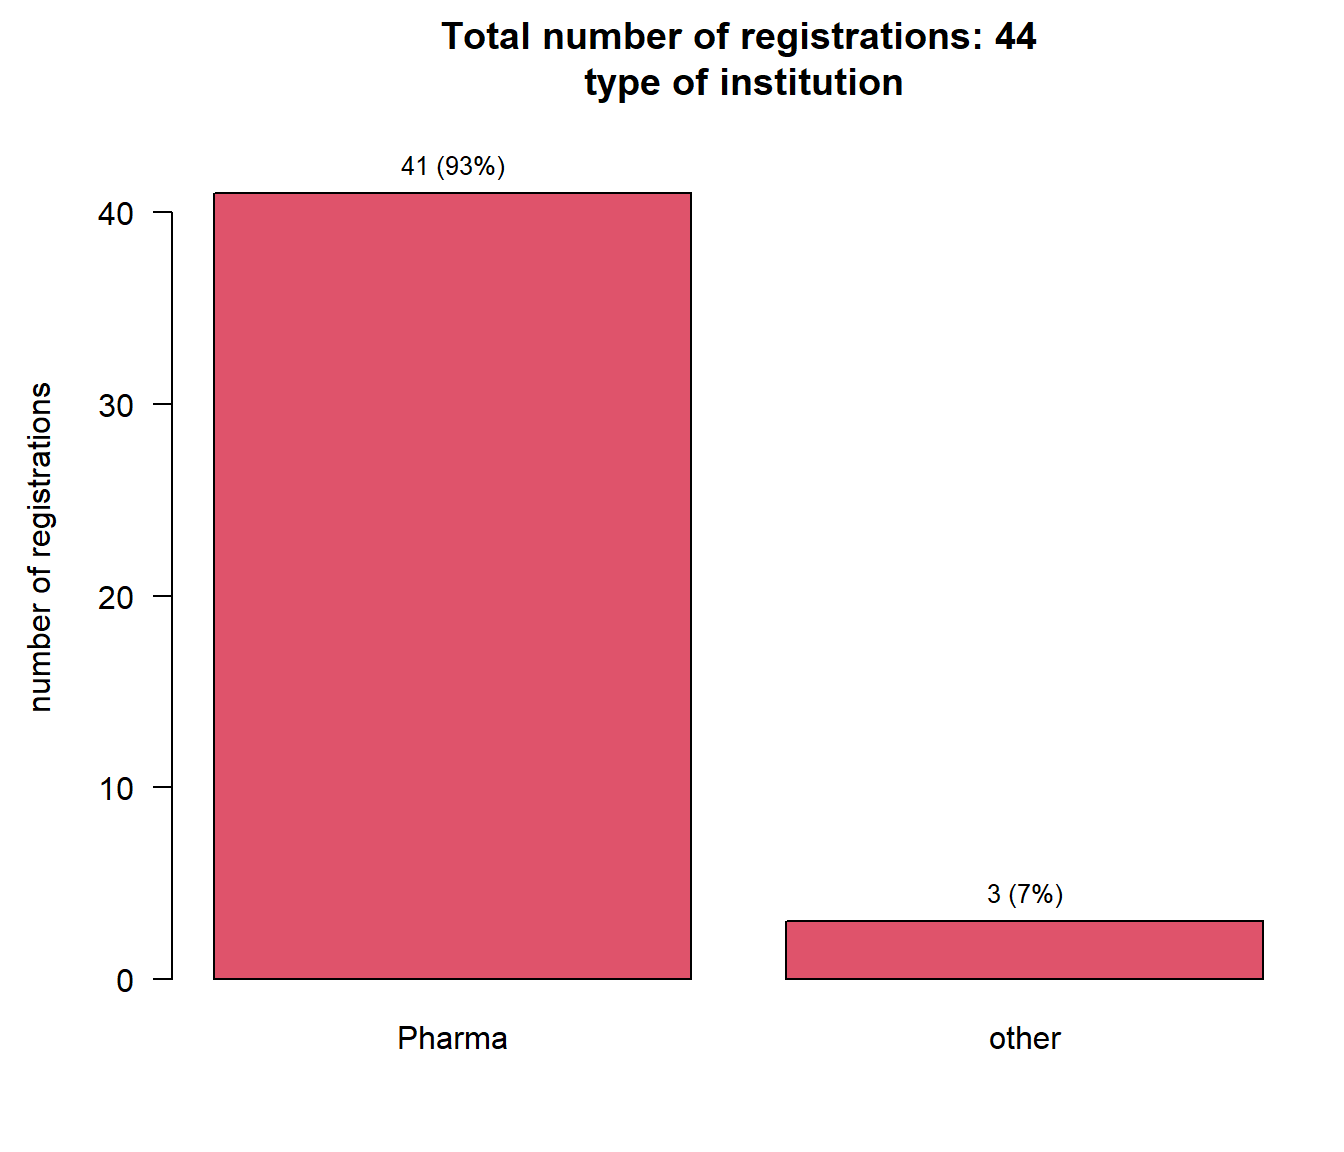 Total number of registrations: 44
type of institution
41 (93%)
40
30
20
10
0
number of registrations
3 (7%)
Pharma
other